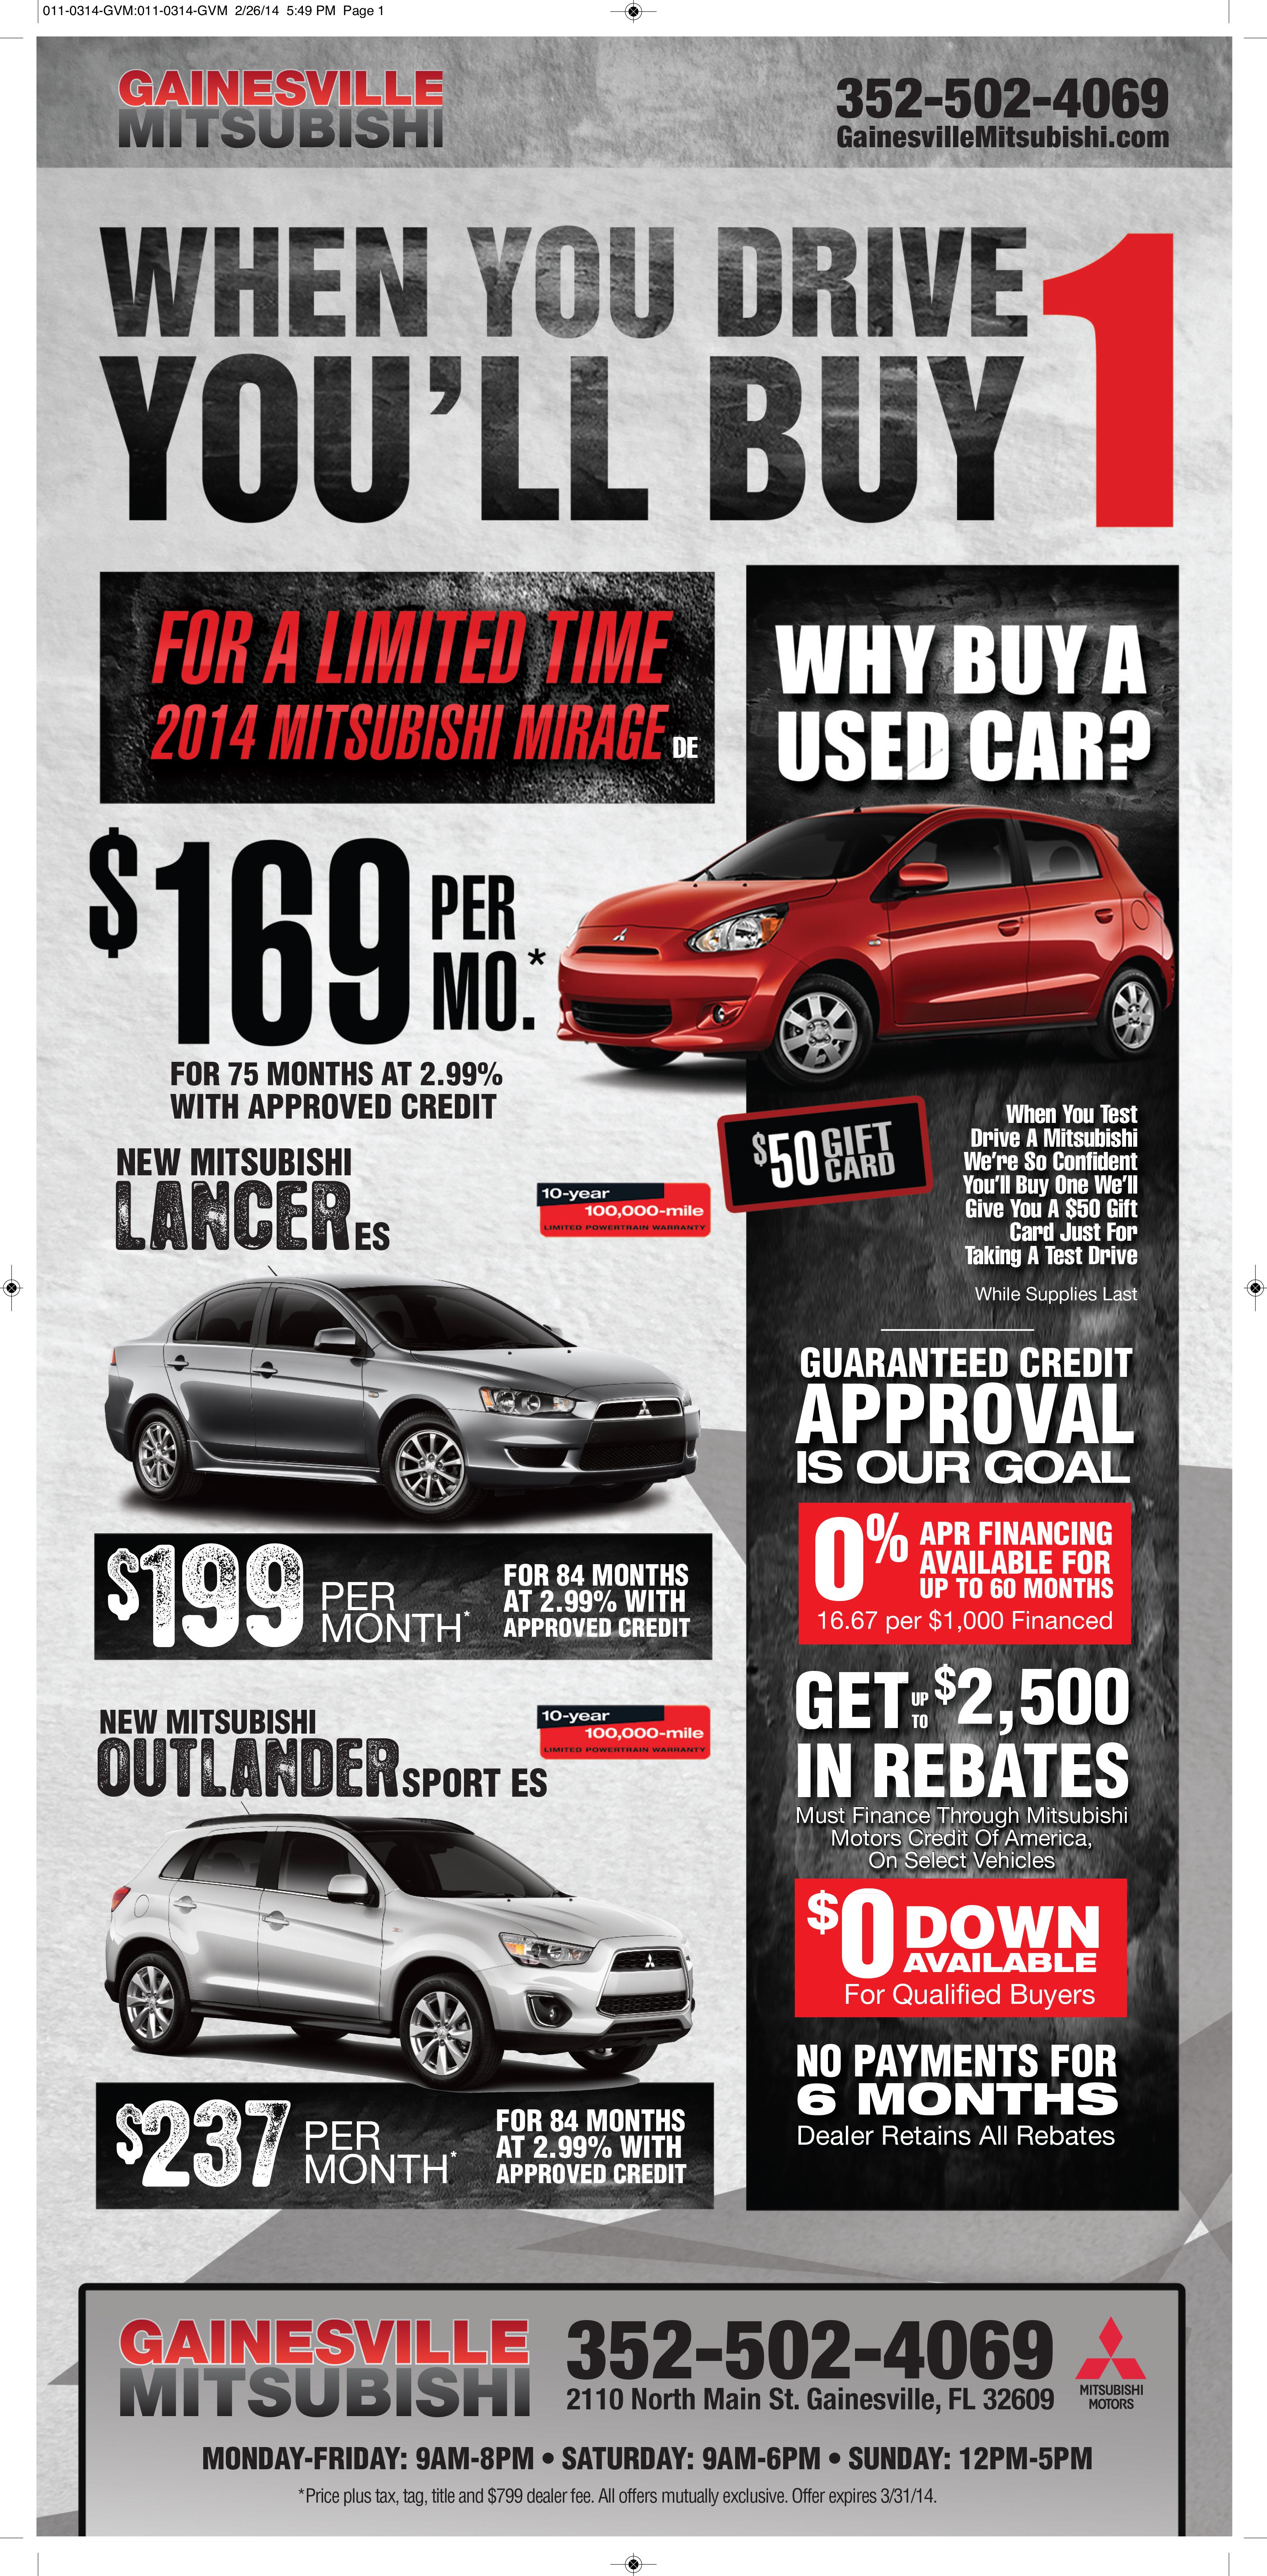 011-0314-GVM:011-0314-GVM 2/26/14 5:49 PM Page 1
GAINESVILLE
MITSUBISHI
352-502-4069
GainesvilleMitsubishi.com
WHEN YOU DRIVE
YOU'LL BUY
1
FOR A LIMITED TIME
2014 MITSUBISHI MIRAGE DE
$169 PER
MO.*
FOR 75 MONTHS AT 2.99%
WITH APPROVED CREDIT
NEW MITSUBISHI
LANCER ES
10-year
100,000-mile
LIMITED POWERTRAIN WARRANTY
$199 PER
MONTH*
FOR 84 MONTHS
AT 2.99% WITH
APPROVED CREDIT
NEW MITSUBISHI
OUTLANDER SPORT ES
10-year
100,000-mile
LIMITED POWERTRAIN WARRANTY
$237 PER
MONTH*
FOR 84 MONTHS
AT 2.99% WITH
APPROVED CREDIT
WHY BUY A
USED CAR?
$50 GIFT
CARD
When You Test
Drive A Mitsubishi
We're So Confident
You'll Buy One We'll
Give You A $50 Gift
Card Just For
Taking A Test Drive
While Supplies Last
GUARANTEED CREDIT
APPROVAL
IS OUR GOAL
0% APR FINANCING
AVAILABLE FOR
UP TO 60 MONTHS
16.67 per $1,000 Financed
GET UP TO $2,500
IN REBATES
Must Finance Through Mitsubishi
Motors Credit Of America,
On Select Vehicles
$0 DOWN
AVAILABLE
For Qualified Buyers
NO PAYMENTS FOR
6 MONTHS
Dealer Retains All Rebates
GAINESVILLE
MITSUBISHI
352-502-4069
2110 North Main St. Gainesville, FL 32609
MITSUBISHI
MOTORS
MONDAY-FRIDAY: 9AM-8PM • SATURDAY: 9AM-6PM • SUNDAY: 12PM-5PM
*Price plus tax, tag, title and $799 dealer fee. All offers mutually exclusive. Offer expires 3/31/14.